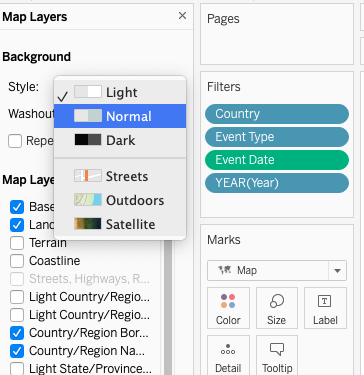 Map Layers
Background
Style:
Light
Normal
Dark
Streets
Outdoors
Satellite
Washou
Repe
Map Laye
Base
Land
Terrain
Coastline
Streets, Highways, R...
Light Country/Regio...
Light Country/Regio...
Country/Region Bor...
Country/Region Na...
Light State/Province...
Pages
Filters
Country
Event Type
Event Date
YEAR(Year)
Marks
Map
Color
Size
T
Label
Detail
Tooltip